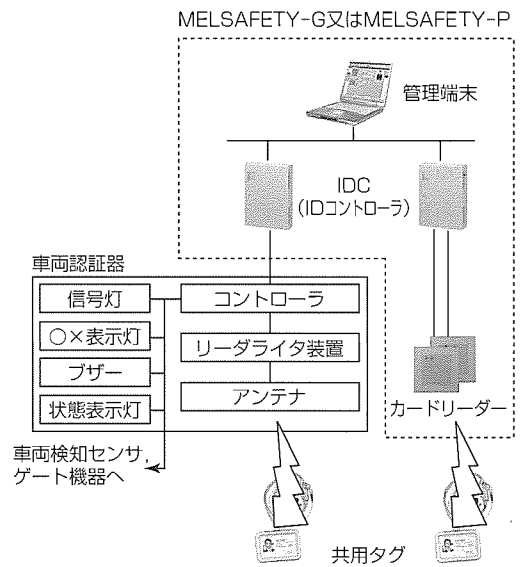 MELSAFETY-G又はMELSAFETY-P
管理端末
IDC
(IDコントローラ)
車両認証器
信号灯
コントローラ
○×表示灯
リーダライタ装置
ブザー
アンテナ
状態表示灯
カードリーダー
車両検知センサ,
ゲート機器へ
共用タグ